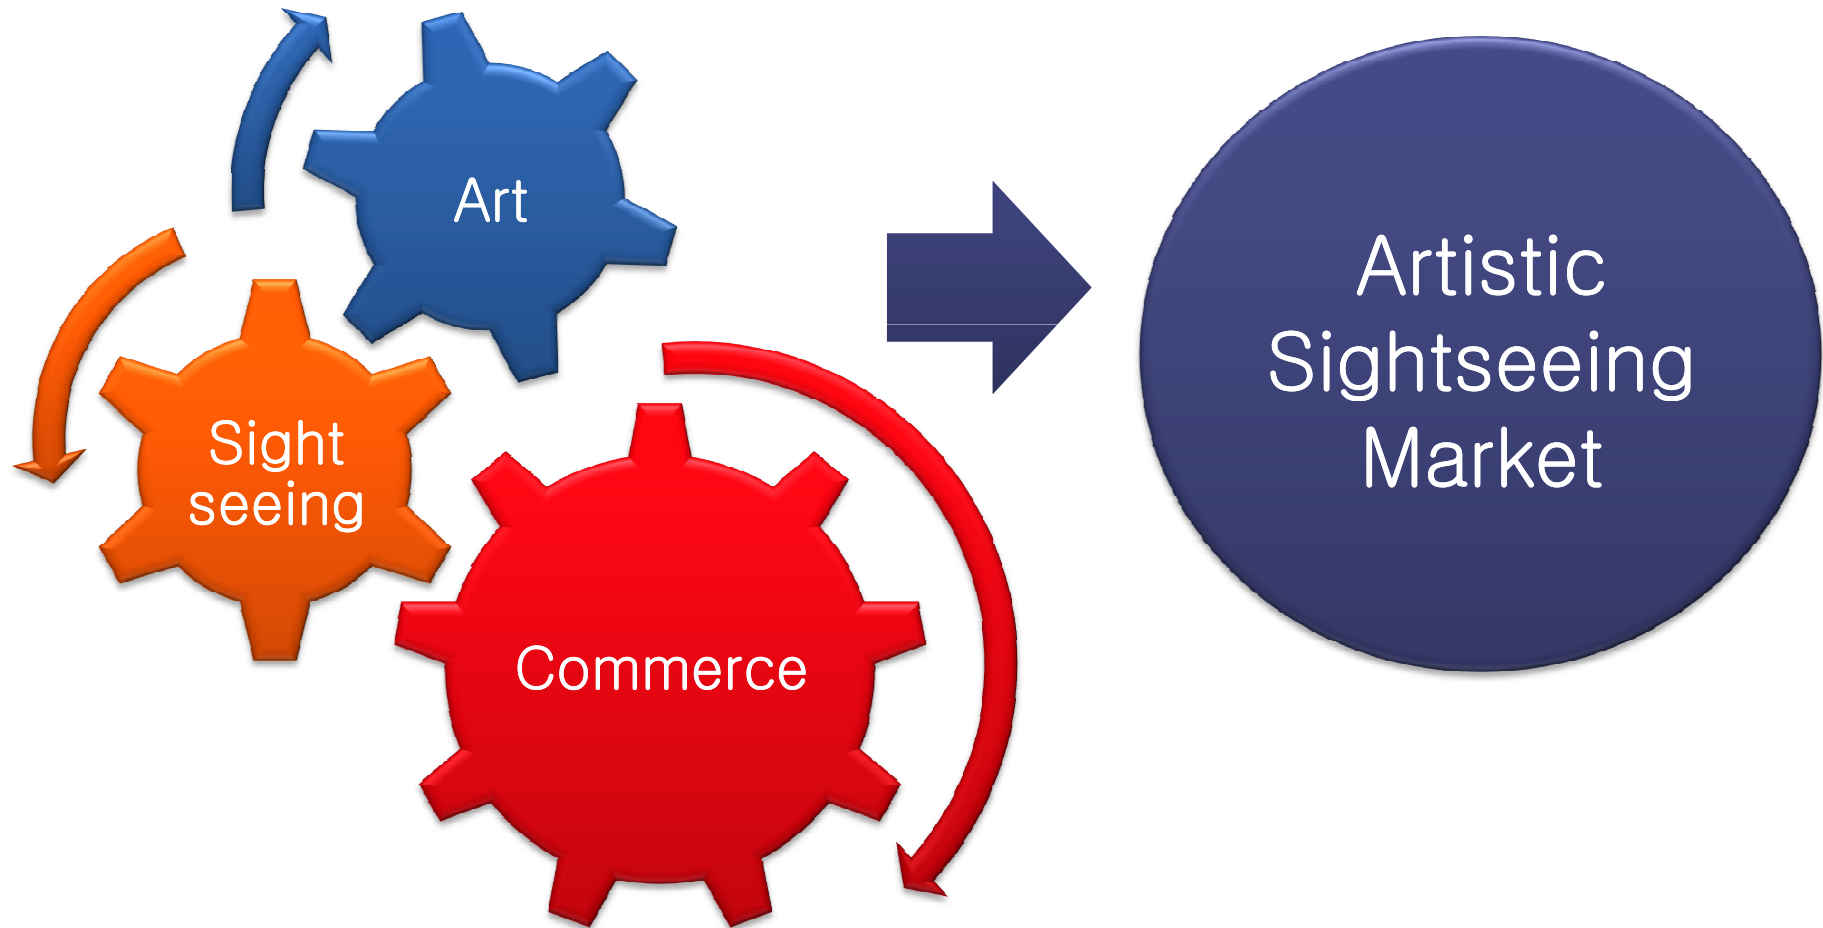 Art
Sight
seeing
Commerce
Artistic
Sightseeing
Market